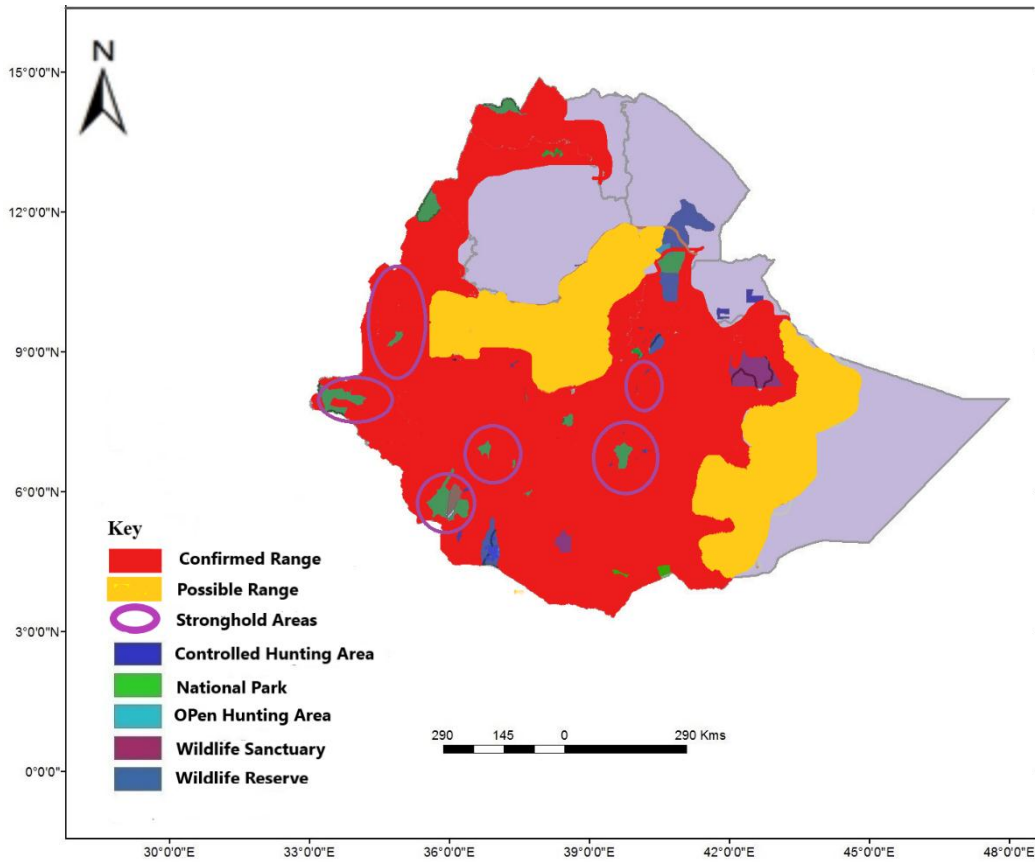 N
15°0'0"N
12°0'0"N
9°0'0"N
6°0'0"N
3°0'0"N
0°0'0"
Key
Confirmed Range
Possible Range
Stronghold Areas
Controlled Hunting Area
National Park
OPen Hunting Area
Wildlife Sanctuary
Wildlife Reserve
290 145 0 290 Kms
30°0'0"E 33°0'0"E 36°0'0"E 39°0'0"E 42°0'0"E 45°0'0"E 48°0'0"E